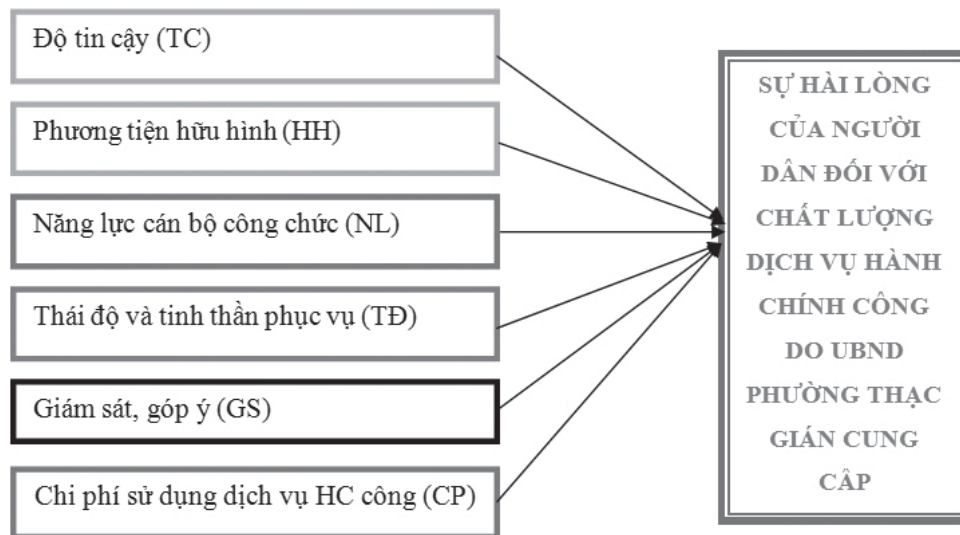 Độ tin cậy (TC)
Phương tiện hữu hình (HH)
Năng lực cán bộ công chức (NL)
Thái độ và tinh thần phục vụ (TĐ)
Giám sát, góp ý (GS)
Chi phí sử dụng dịch vụ HC công (CP)
SỰ HÀI LÒNG
CỦA NGƯỜI
DÂN ĐỐI VỚI
CHẤT LƯỢNG
DỊCH VỤ HÀNH
CHÍNH CÔNG
DO UBND
PHƯỜNG THẠC
GIÁN CUNG
CẤP